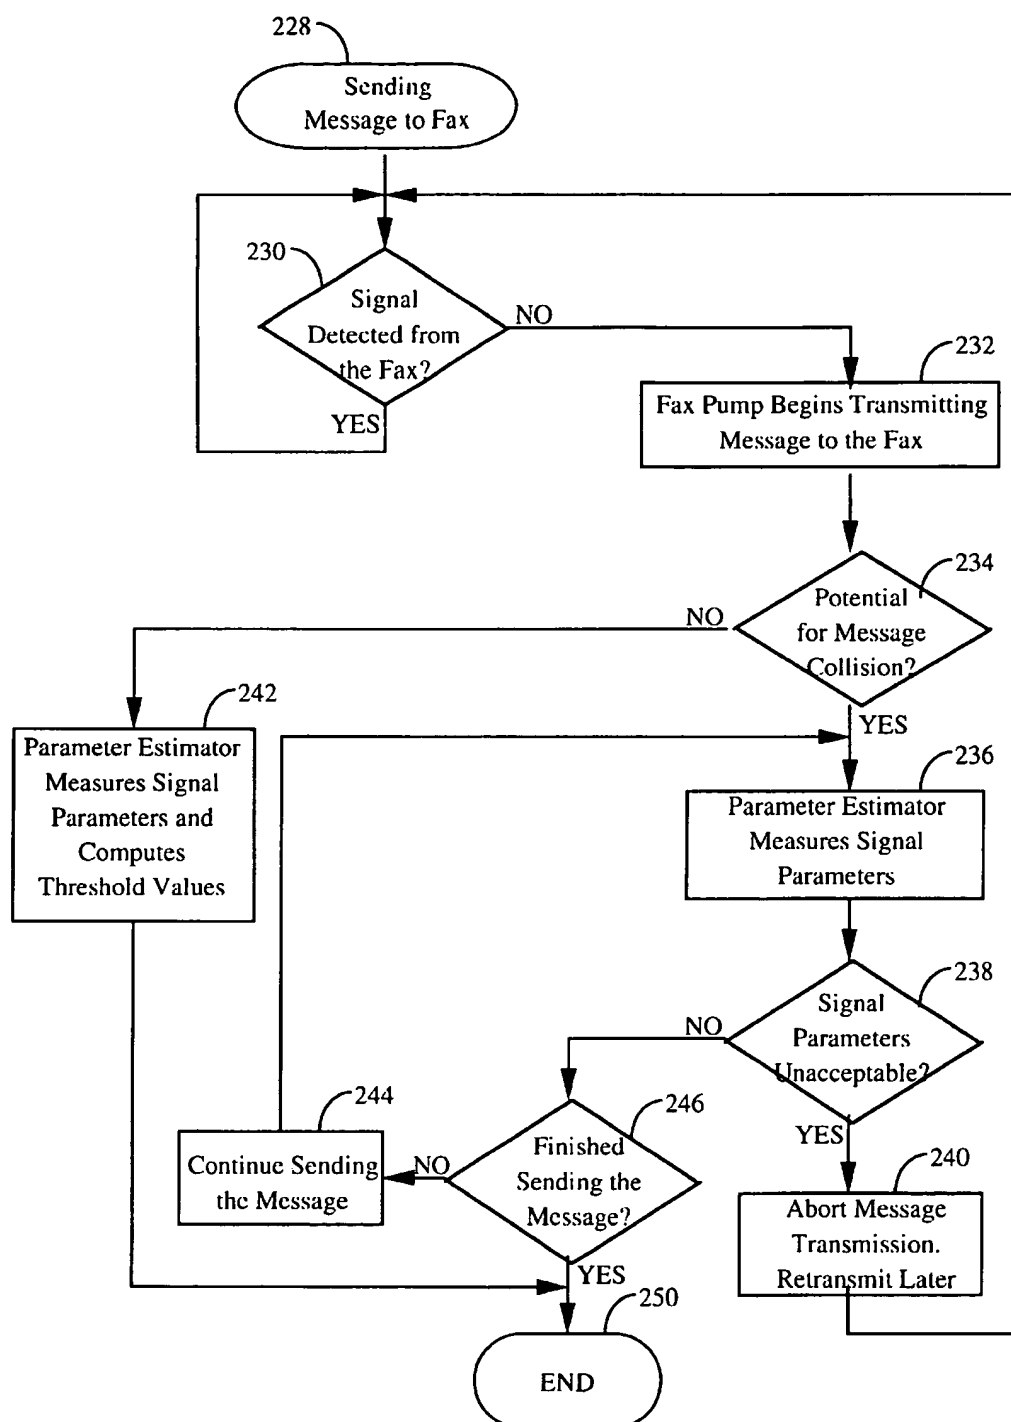 228
Sending
Message to Fax
230
Signal
Detected from
the Fax?
NO
YES
232
Fax Pump Begins Transmitting
Message to the Fax
234
Potential
for Message
Collision?
NO
YES
242
Parameter Estimator
Measures Signal
Parameters and
Computes
Threshold Values
236
Parameter Estimator
Measures Signal
Parameters
238
Signal
Parameters
Unacceptable?
NO
YES
244
Continue Sending
the Message
246
Finished
Sending the
Message?
NO
YES
240
Abort Message
Transmission.
Retransmit Later
250
END